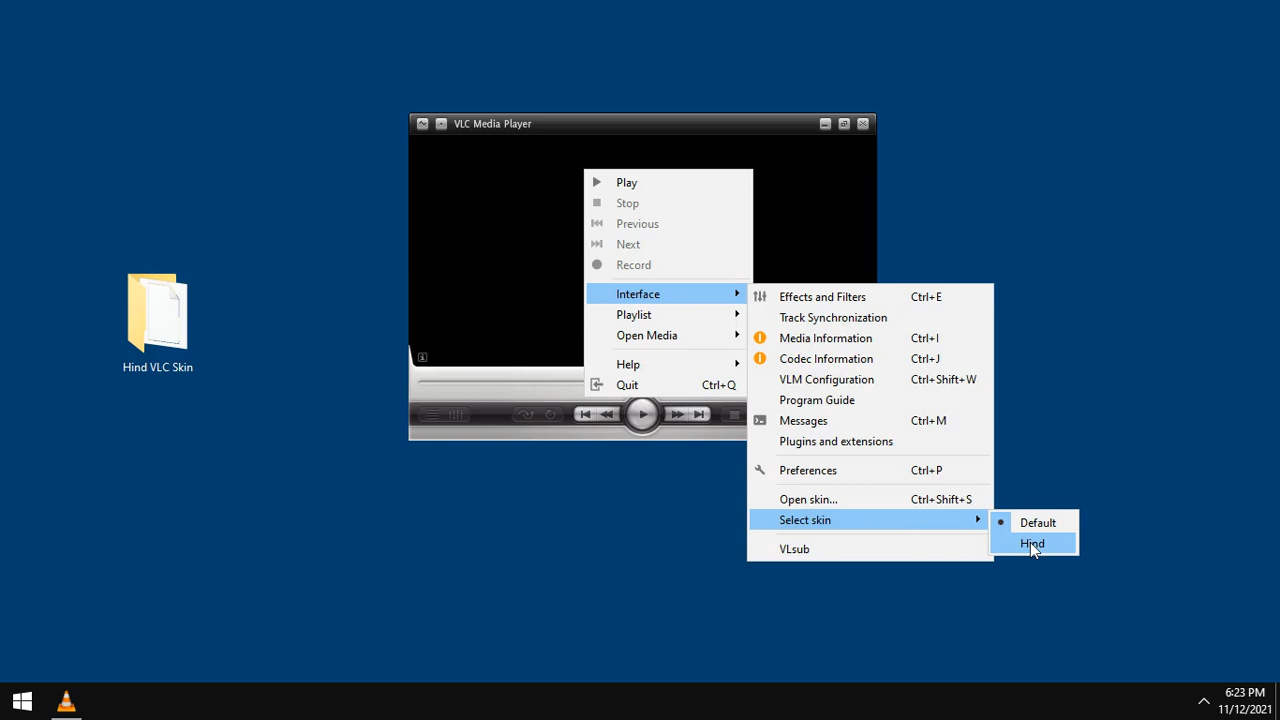 VLC Media Player
Play
Stop
Previous
Next
Record
Interface
Playlist
Open Media
Help
Quit Ctrl+Q
Effects and Filters Ctrl+E
Track Synchronization
Media Information Ctrl+I
Codec Information Ctrl+J
VLM Configuration Ctrl+Shift+W
Program Guide
Messages Ctrl+M
Plugins and extensions
Preferences Ctrl+P
Open skin... Ctrl+Shift+S
Select skin
VLsub
Default
Hind
Hind VLC Skin
6:23 PM
11/12/2021